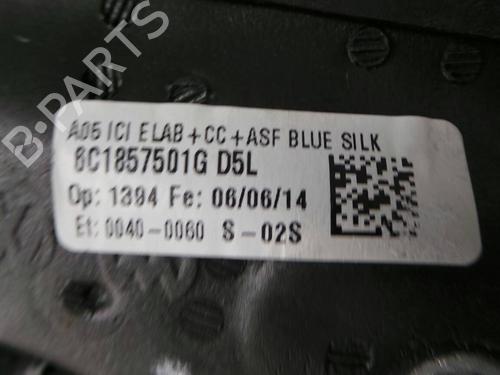 B-PARTS
A05 ICI ELAB+CC+ASF BLUE SILK
6C1857501G D5L
Op: 1394 Fe: 06/06/14
Et: 0040-0060 S-02S